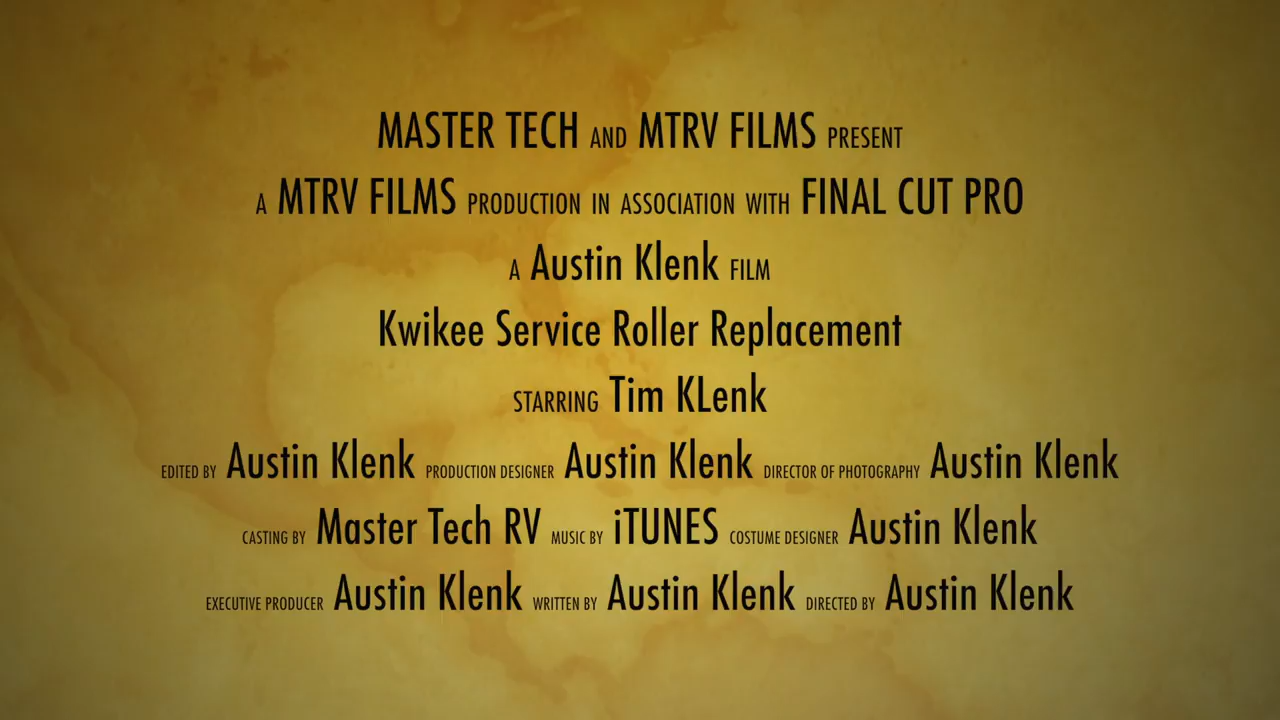 MASTER TECH AND MTRV FILMS PRESENT
A MTRV FILMS PRODUCTION IN ASSOCIATION WITH FINAL CUT PRO
A Austin Klenk FILM
Kwikee Service Roller Replacement
STARRING Tim KLenk
EDITED BY Austin Klenk PRODUCTION DESIGNER Austin Klenk DIRECTOR OF PHOTOGRAPHY Austin Klenk
CASTING BY Master Tech RV MUSIC BY iTUNES COSTUME DESIGNER Austin Klenk
EXECUTIVE PRODUCER Austin Klenk WRITTEN BY Austin Klenk DIRECTED BY Austin Klenk